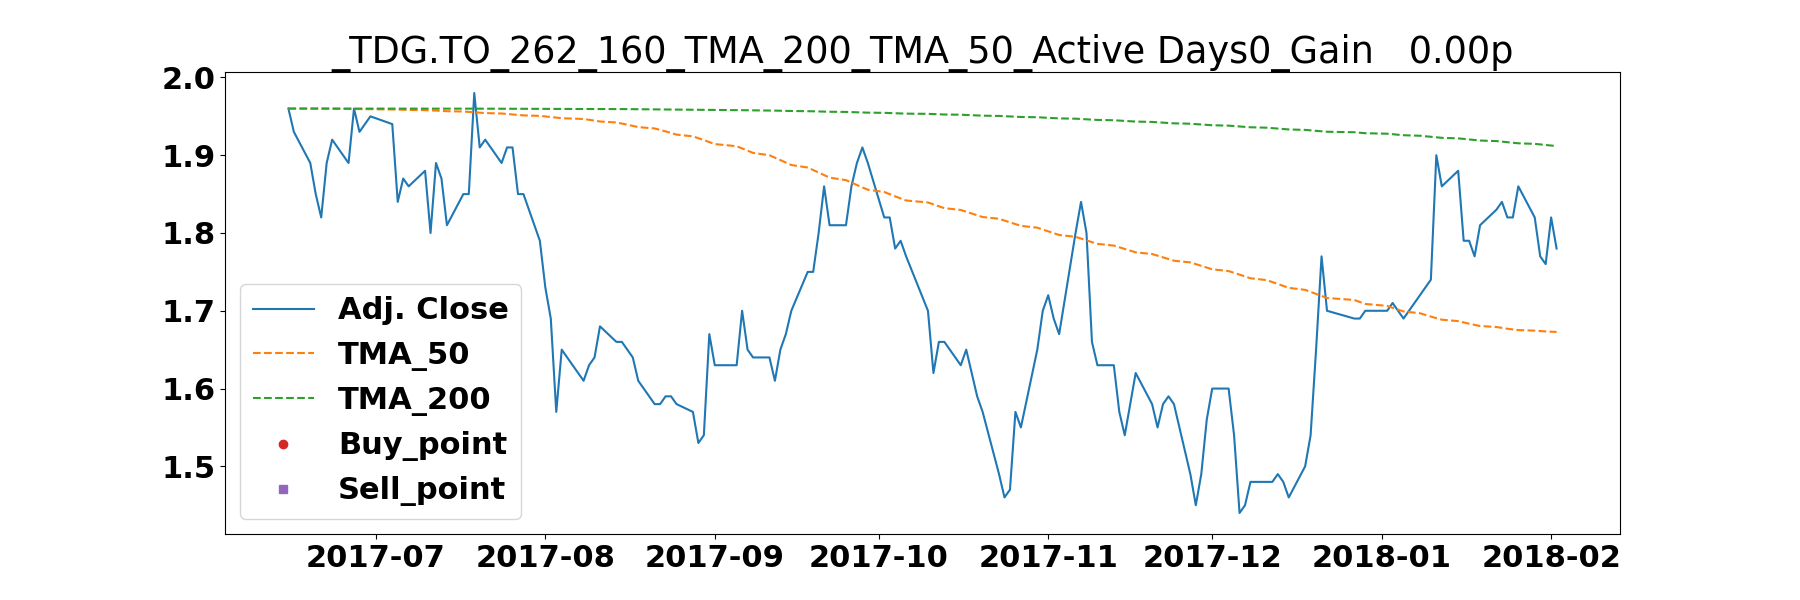 _TDG.TO_262_160_TMA_200_TMA_50_Active Days0_Gain   0.00p
2.0
1.9
1.8
1.7
1.6
1.5
Adj. Close
TMA_50
TMA_200
Buy_point
Sell_point
2017-07 2017-08 2017-09 2017-10 2017-11 2017-12 2018-01 2018-02